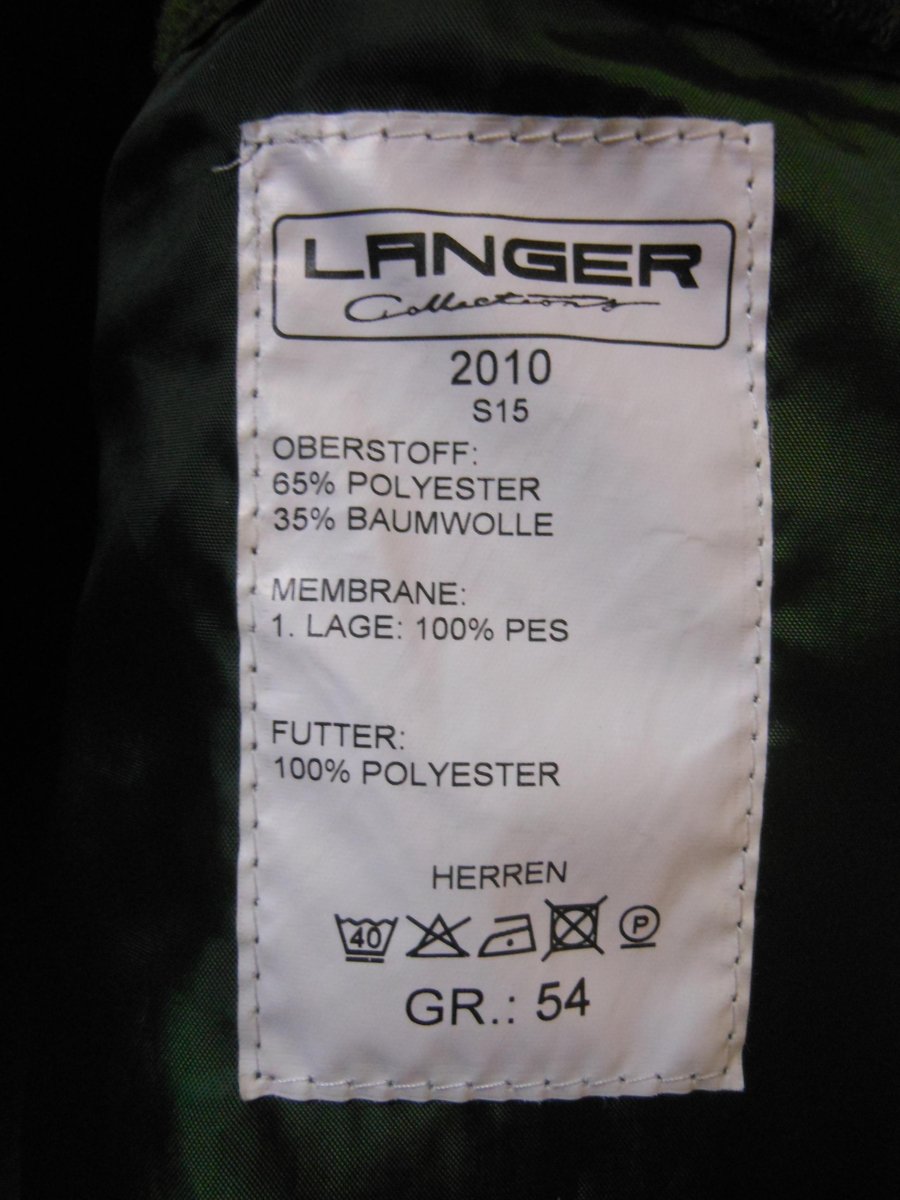 LANGER
Collections
2010
S15
OBERSTOFF:
65% POLYESTER
35% BAUMWOLLE
MEMBRANE:
1. LAGE: 100% PES
FUTTER:
100% POLYESTER
HERREN
40 P
GR.: 54